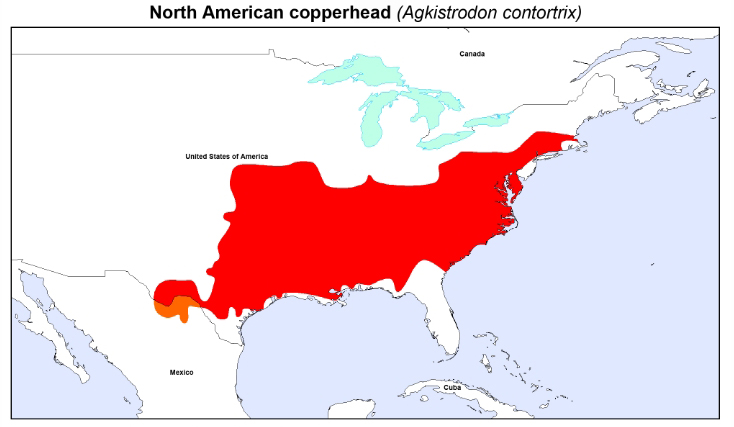 North American copperhead (Agkistrodon contortrix)
Canada
United States of America
Mexico
Cuba